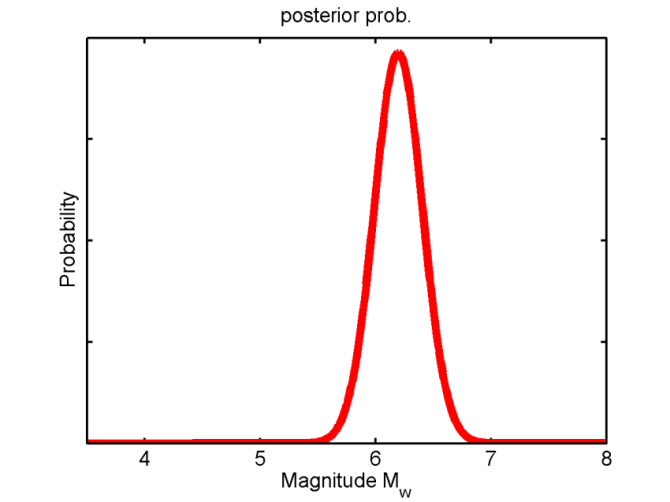 posterior prob.
Probability
4 5 6 7 8
Magnitude M_w